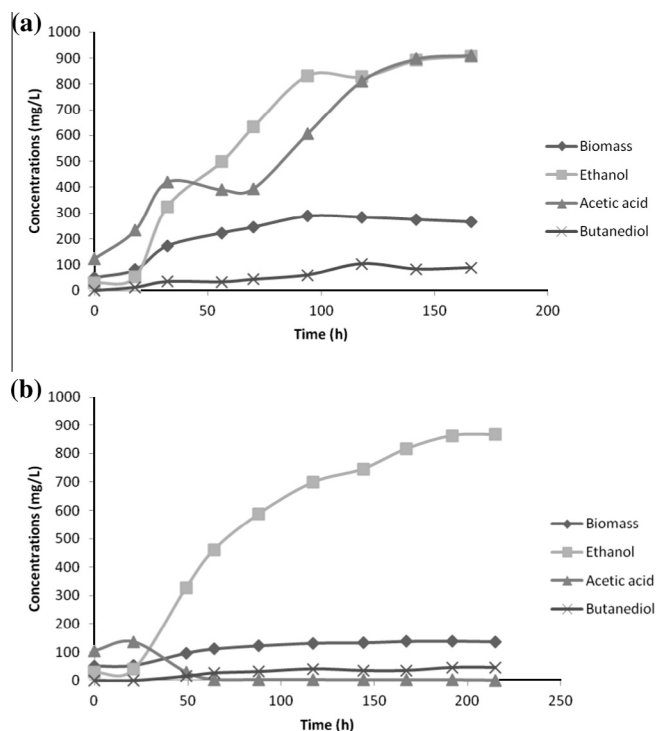 (a)
1000
900
800
700
600
500
400
300
200
100
0
Concentrations (mg/L)
0 50 100 150 200
Time (h)
Biomass
Ethanol
Acetic acid
Butanediol
(b)
1000
900
800
700
600
500
400
300
200
100
0
Concentrations (mg/L)
0 50 100 150 200 250
Time (h)
Biomass
Ethanol
Acetic acid
Butanediol